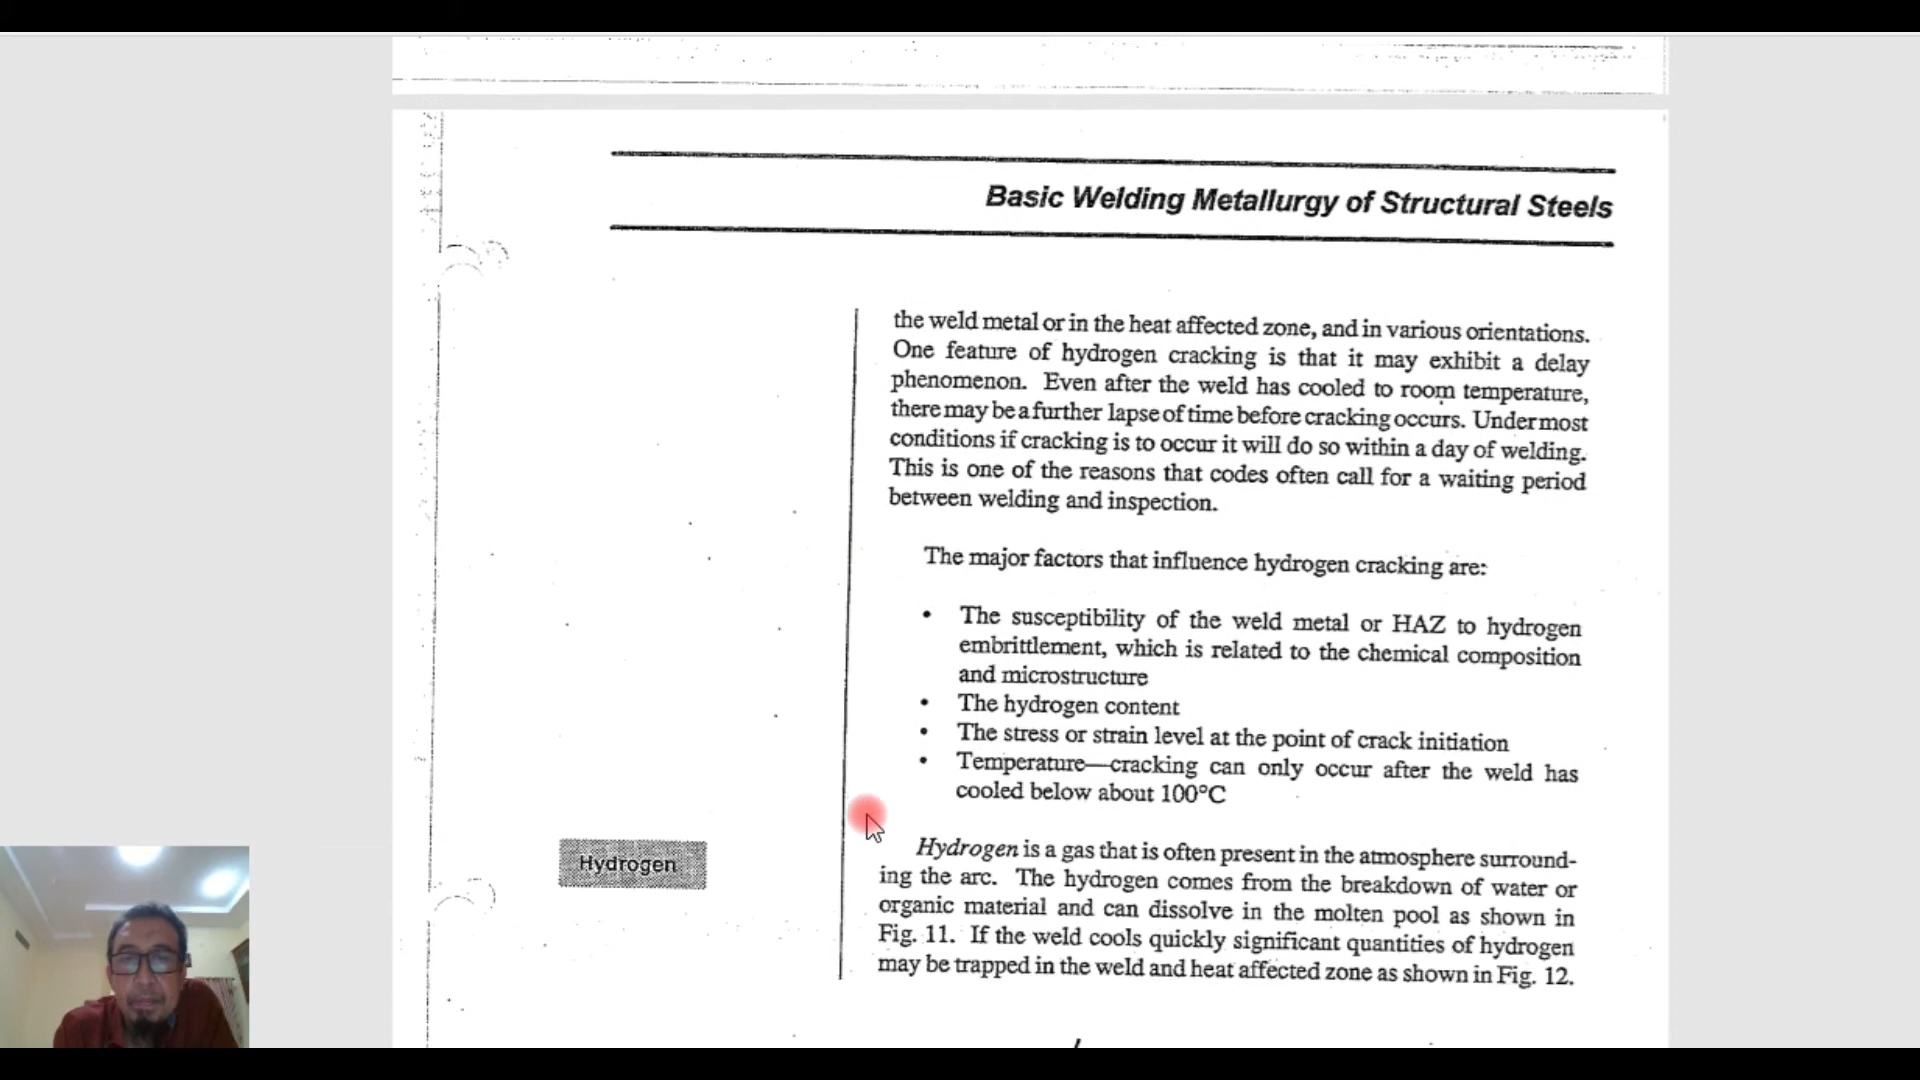 Basic Welding Metallurgy of Structural Steels
the weld metal or in the heat affected zone, and in various orientations.
One feature of hydrogen cracking is that it may exhibit a delay
phenomenon. Even after the weld has cooled to room temperature,
there may be a further lapse of time before cracking occurs. Under most
conditions if cracking is to occur it will do so within a day of welding.
This is one of the reasons that codes often call for a waiting period
between welding and inspection.
The major factors that influence hydrogen cracking are:
• The susceptibility of the weld metal or HAZ to hydrogen
embrittlement, which is related to the chemical composition
and microstructure
• The hydrogen content
• The stress or strain level at the point of crack initiation
• Temperature—cracking can only occur after the weld has
cooled below about 100°C
Hydrogen
Hydrogen is a gas that is often present in the atmosphere surround-
ing the arc. The hydrogen comes from the breakdown of water or
organic material and can dissolve in the molten pool as shown in
Fig. 11. If the weld cools quickly significant quantities of hydrogen
may be trapped in the weld and heat affected zone as shown in Fig. 12.